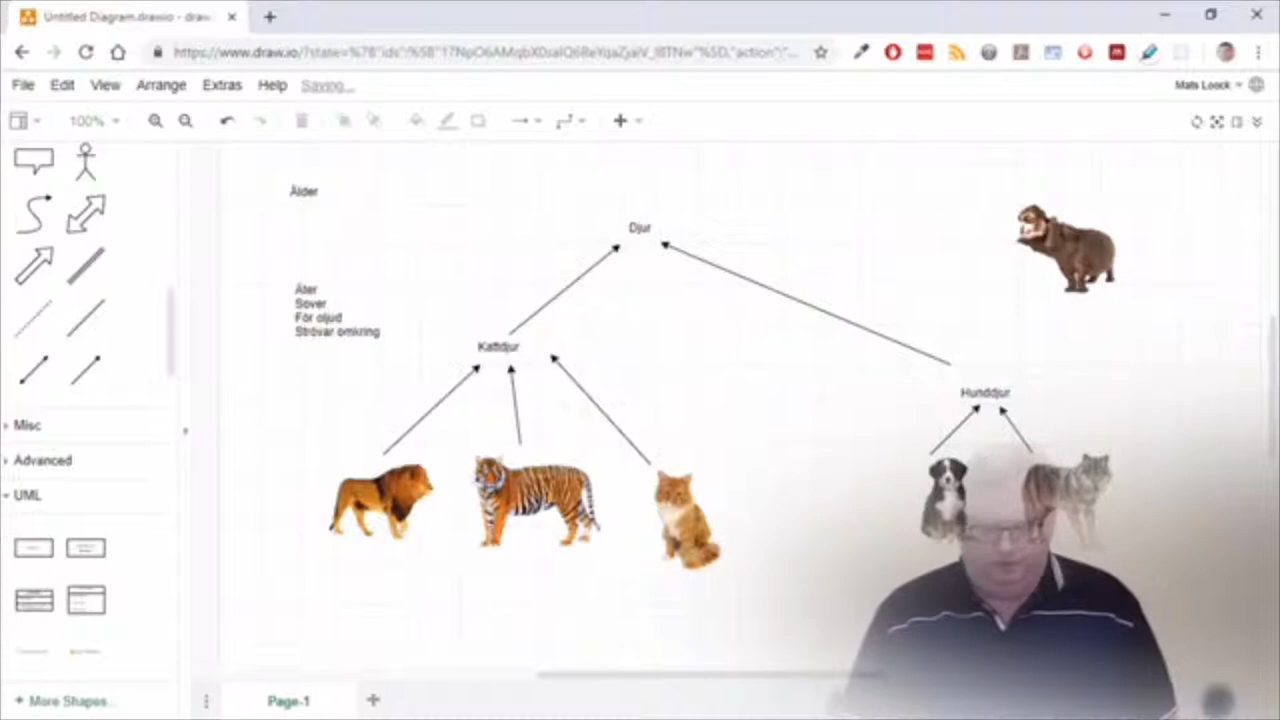 Untitled Diagram.drawio - draw
File Edit View Arrange Extras Help Saving...
Mats Loock
100%
Ålder
Djur
Äter
Sover
För oljud
Strövar omkring
Kattdjur
Hunddjur
Misc
Advanced
UML
+ More Shapes...
Page-1